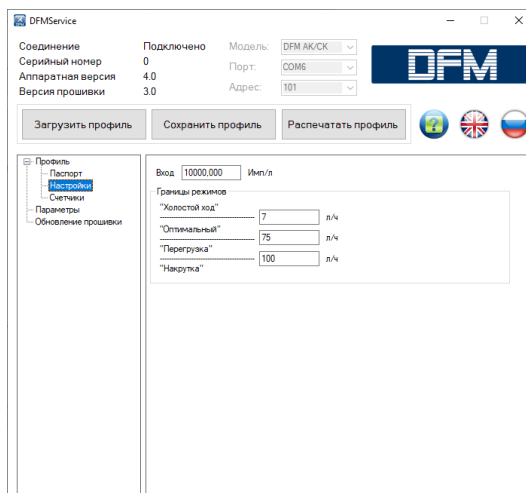 DFMService
Соединение Подключено Модель: DFM AK/CK
Серийный номер 0 Порт: COM6
Аппаратная версия 4.0 Адрес: 101
Версия прошивки 3.0
DFM
Загрузить профиль Сохранить профиль Распечатать профиль
Профиль
Паспорт
Настройки
Счетчики
Параметры
Обновление прошивки
Вход 10000,000 Имп/л
Границы режимов
"Холостой ход"
7 л/ч
"Оптимальный"
75 л/ч
"Перегрузка"
100 л/ч
"Накрутка"